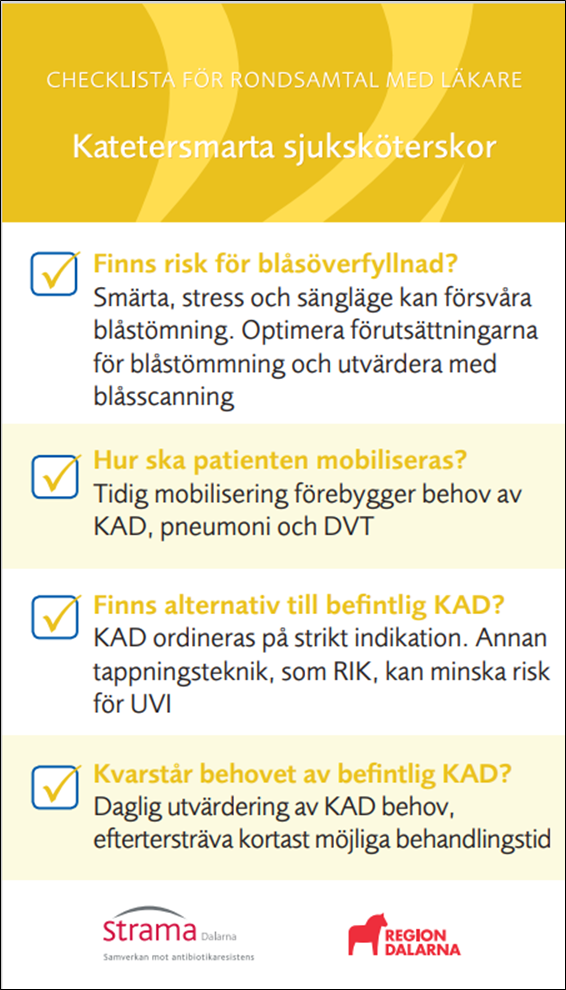 CHECKLISTA FÖR RONDSAMTAL MED LÄKARE
Katetersmarta sjuksköterskor
Finns risk för blåsöverfyllnad?
Smärta, stress och sängläge kan försvåra
blåstömning. Optimera förutsättningarna
för blåstömmning och utvärdera med
blåsscanning
Hur ska patienten mobiliseras?
Tidig mobilisering förebygger behov av
KAD, pneumoni och DVT
Finns alternativ till befintlig KAD?
KAD ordineras på strikt indikation. Annan
tappningsteknik, som RIK, kan minska risk
för UVI
Kvarstår behovet av befintlig KAD?
Daglig utvärdering av KAD behov,
eftertersträva kortast möjliga behandlingstid
Strama Dalarna
Samverkan mot antibiotikaresistens
REGION
DALARNA